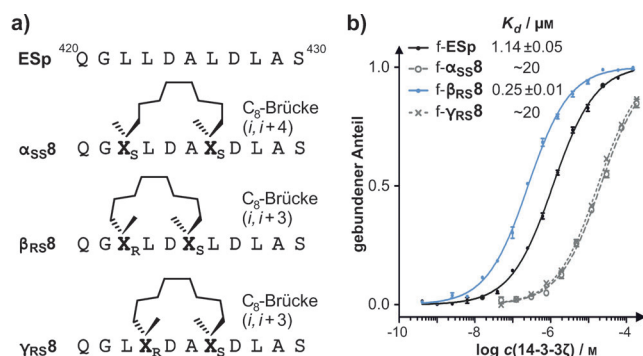 a)
ESp ⁴²⁰Q G L L D A L D L A S⁴³⁰
C₈-Brücke
(i, i+4)
αSS8 Q G XS L D A XS D L A S
C₈-Brücke
(i, i+3)
βRS8 Q G XR L D XS L D L A S
C₈-Brücke
(i, i+3)
γRS8 Q G L XR D A XS D L A S
b)
Kd / µM
f-ESp 1.14±0.05
f-αSS8 ~20
f-βRS8 0.25±0.01
f-γRS8 ~20
gebundener Anteil
1.0
0.5
0.0
-10 -8 -6 -4
log c(14-3-3ζ) / M